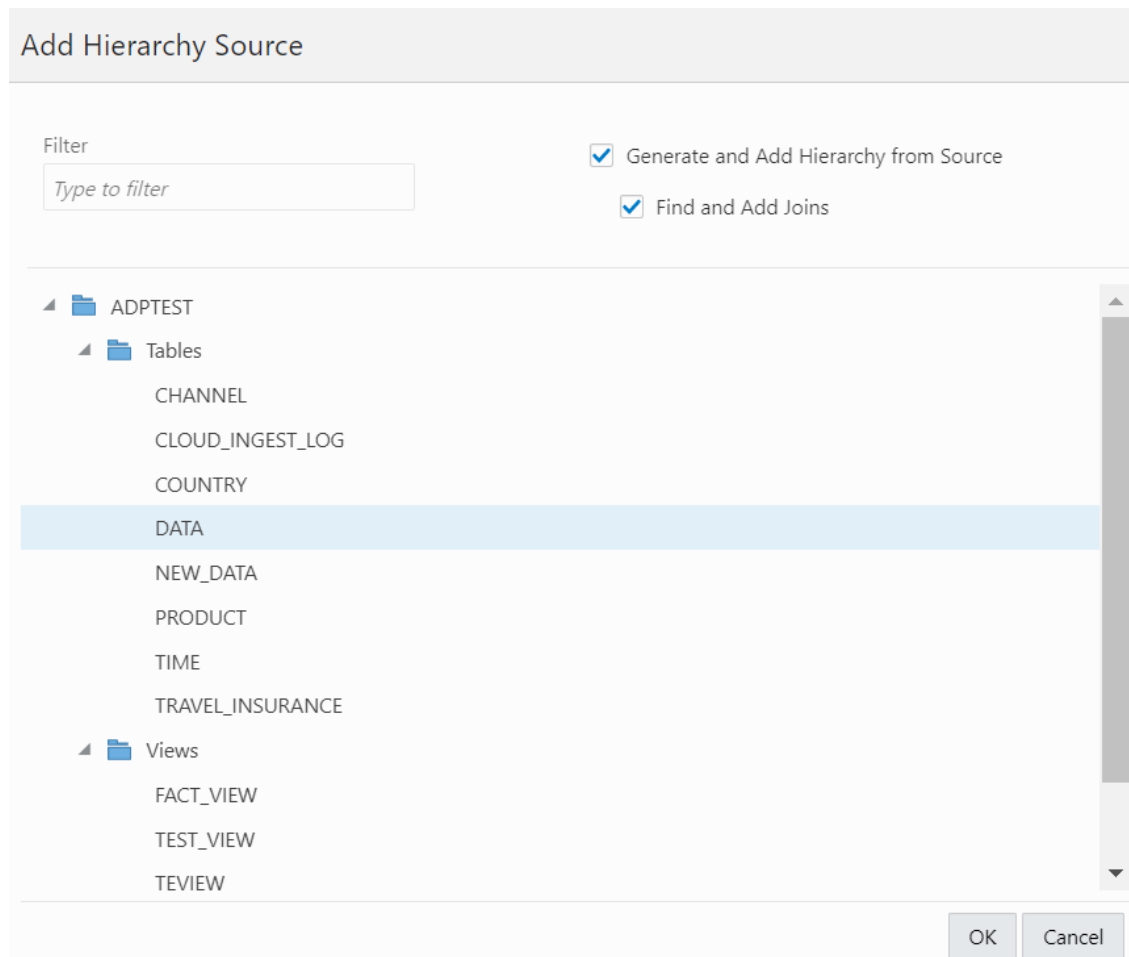 Add Hierarchy Source
Filter
Type to filter
Generate and Add Hierarchy from Source
Find and Add Joins
ADPTEST
Tables
CHANNEL
CLOUD_INGEST_LOG
COUNTRY
DATA
NEW_DATA
PRODUCT
TIME
TRAVEL_INSURANCE
Views
FACT_VIEW
TEST_VIEW
TEVIEW
OK Cancel